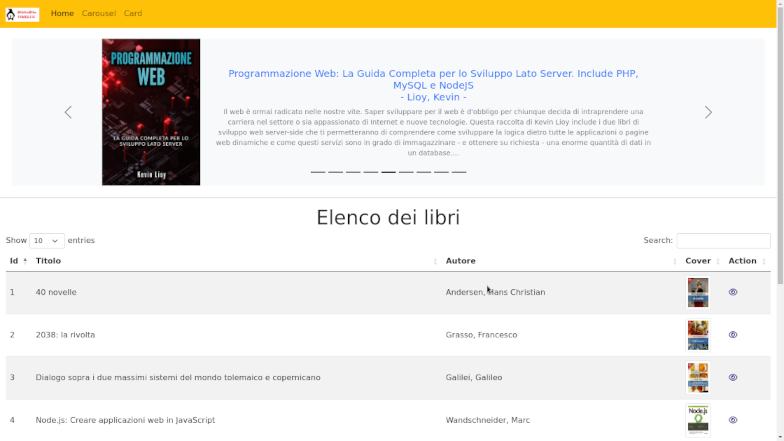 Home Carousel Card
PROGRAMMAZIONE
WEB
LA GUIDA COMPLETA PER LO
SVILUPPO LATO SERVER
Kevin Lioy
Programmazione Web: La Guida Completa per lo Sviluppo Lato Server. Include PHP,
MySQL e NodeJS
- Lioy, Kevin -
Il web è ormai radicato nelle nostre vite. Saper sviluppare per il web è d'obbligo per chiunque decida di intraprendere una
carriera nel settore o sia appassionato di Internet e nuove tecnologie. Questa raccolta di Kevin Lioy include i due libri di
sviluppo web server-side che ti permetteranno di comprendere come sviluppare la logica dietro tutte le applicazioni o pagine
web dinamiche e come questi servizi sono in grado di immagazzinare - e ottenere su richiesta - una enorme quantità di dati in
un database....
Elenco dei libri
Show 10 entries Search:
Id Titolo Autore Cover Action
1 40 novelle Andersen, Hans Christian
2 2038: la rivolta Grasso, Francesco
3 Dialogo sopra i due massimi sistemi del mondo tolemaico e copernicano Galilei, Galileo
4 Node.js: Creare applicazioni web in JavaScript Wandschneider, Marc
Node.js